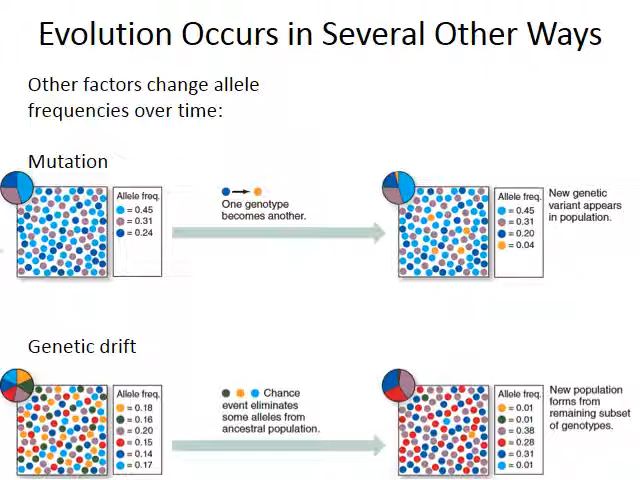 Evolution Occurs in Several Other Ways
Other factors change allele
frequencies over time:
Mutation
Allele freq.
= 0.45
= 0.31
= 0.24
One genotype
becomes another.
Allele freq.
= 0.45
= 0.31
= 0.20
= 0.04
New genetic
variant appears
in population.
Genetic drift
Allele freq.
= 0.18
= 0.16
= 0.20
= 0.15
= 0.14
= 0.17
Chance
event eliminates
some alleles from
ancestral population.
Allele freq.
= 0.01
= 0.01
= 0.38
= 0.28
= 0.31
= 0.01
New population
forms from
remaining subset
of genotypes.